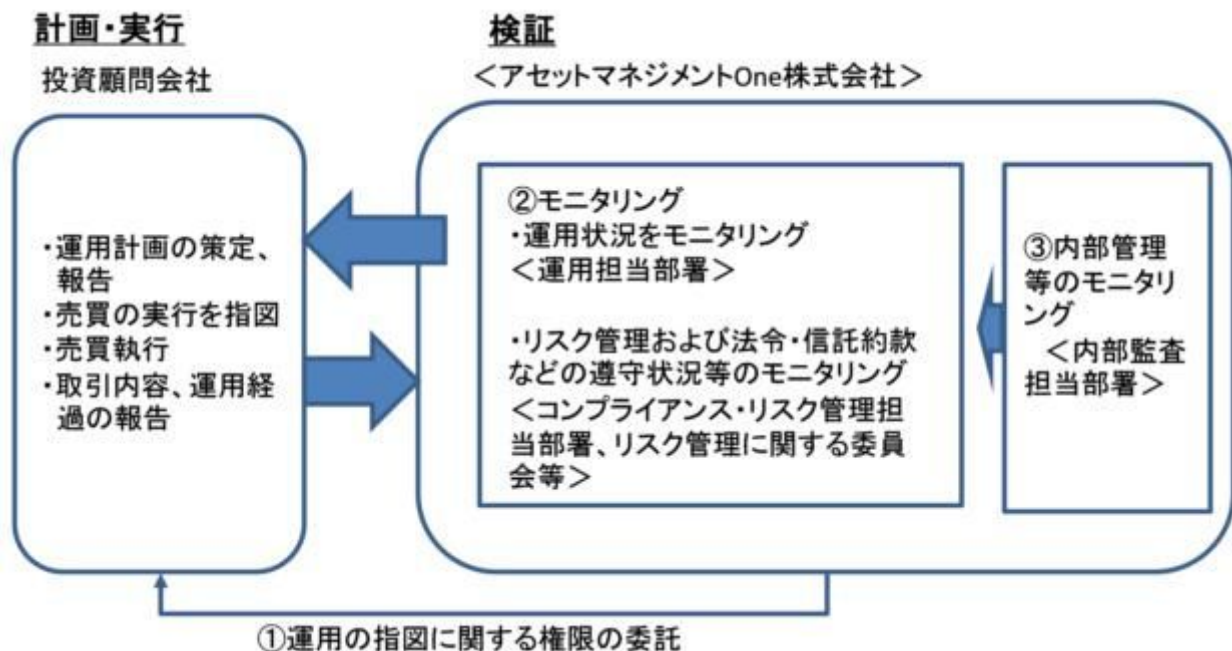 計画・実行
投資顧問会社
・運用計画の策定、
報告
・売買の実行を指図
・売買執行
・取引内容、運用経
過の報告
検証
＜アセットマネジメントOne株式会社＞
②モニタリング
・運用状況をモニタリング
＜運用担当部署＞
・リスク管理および法令・信託約款
などの遵守状況等のモニタリング
＜コンプライアンス・リスク管理担
当部署、リスク管理に関する委員
会等＞
③内部管理
等のモニタリ
ング
＜内部監査
担当部署＞
①運用の指図に関する権限の委託